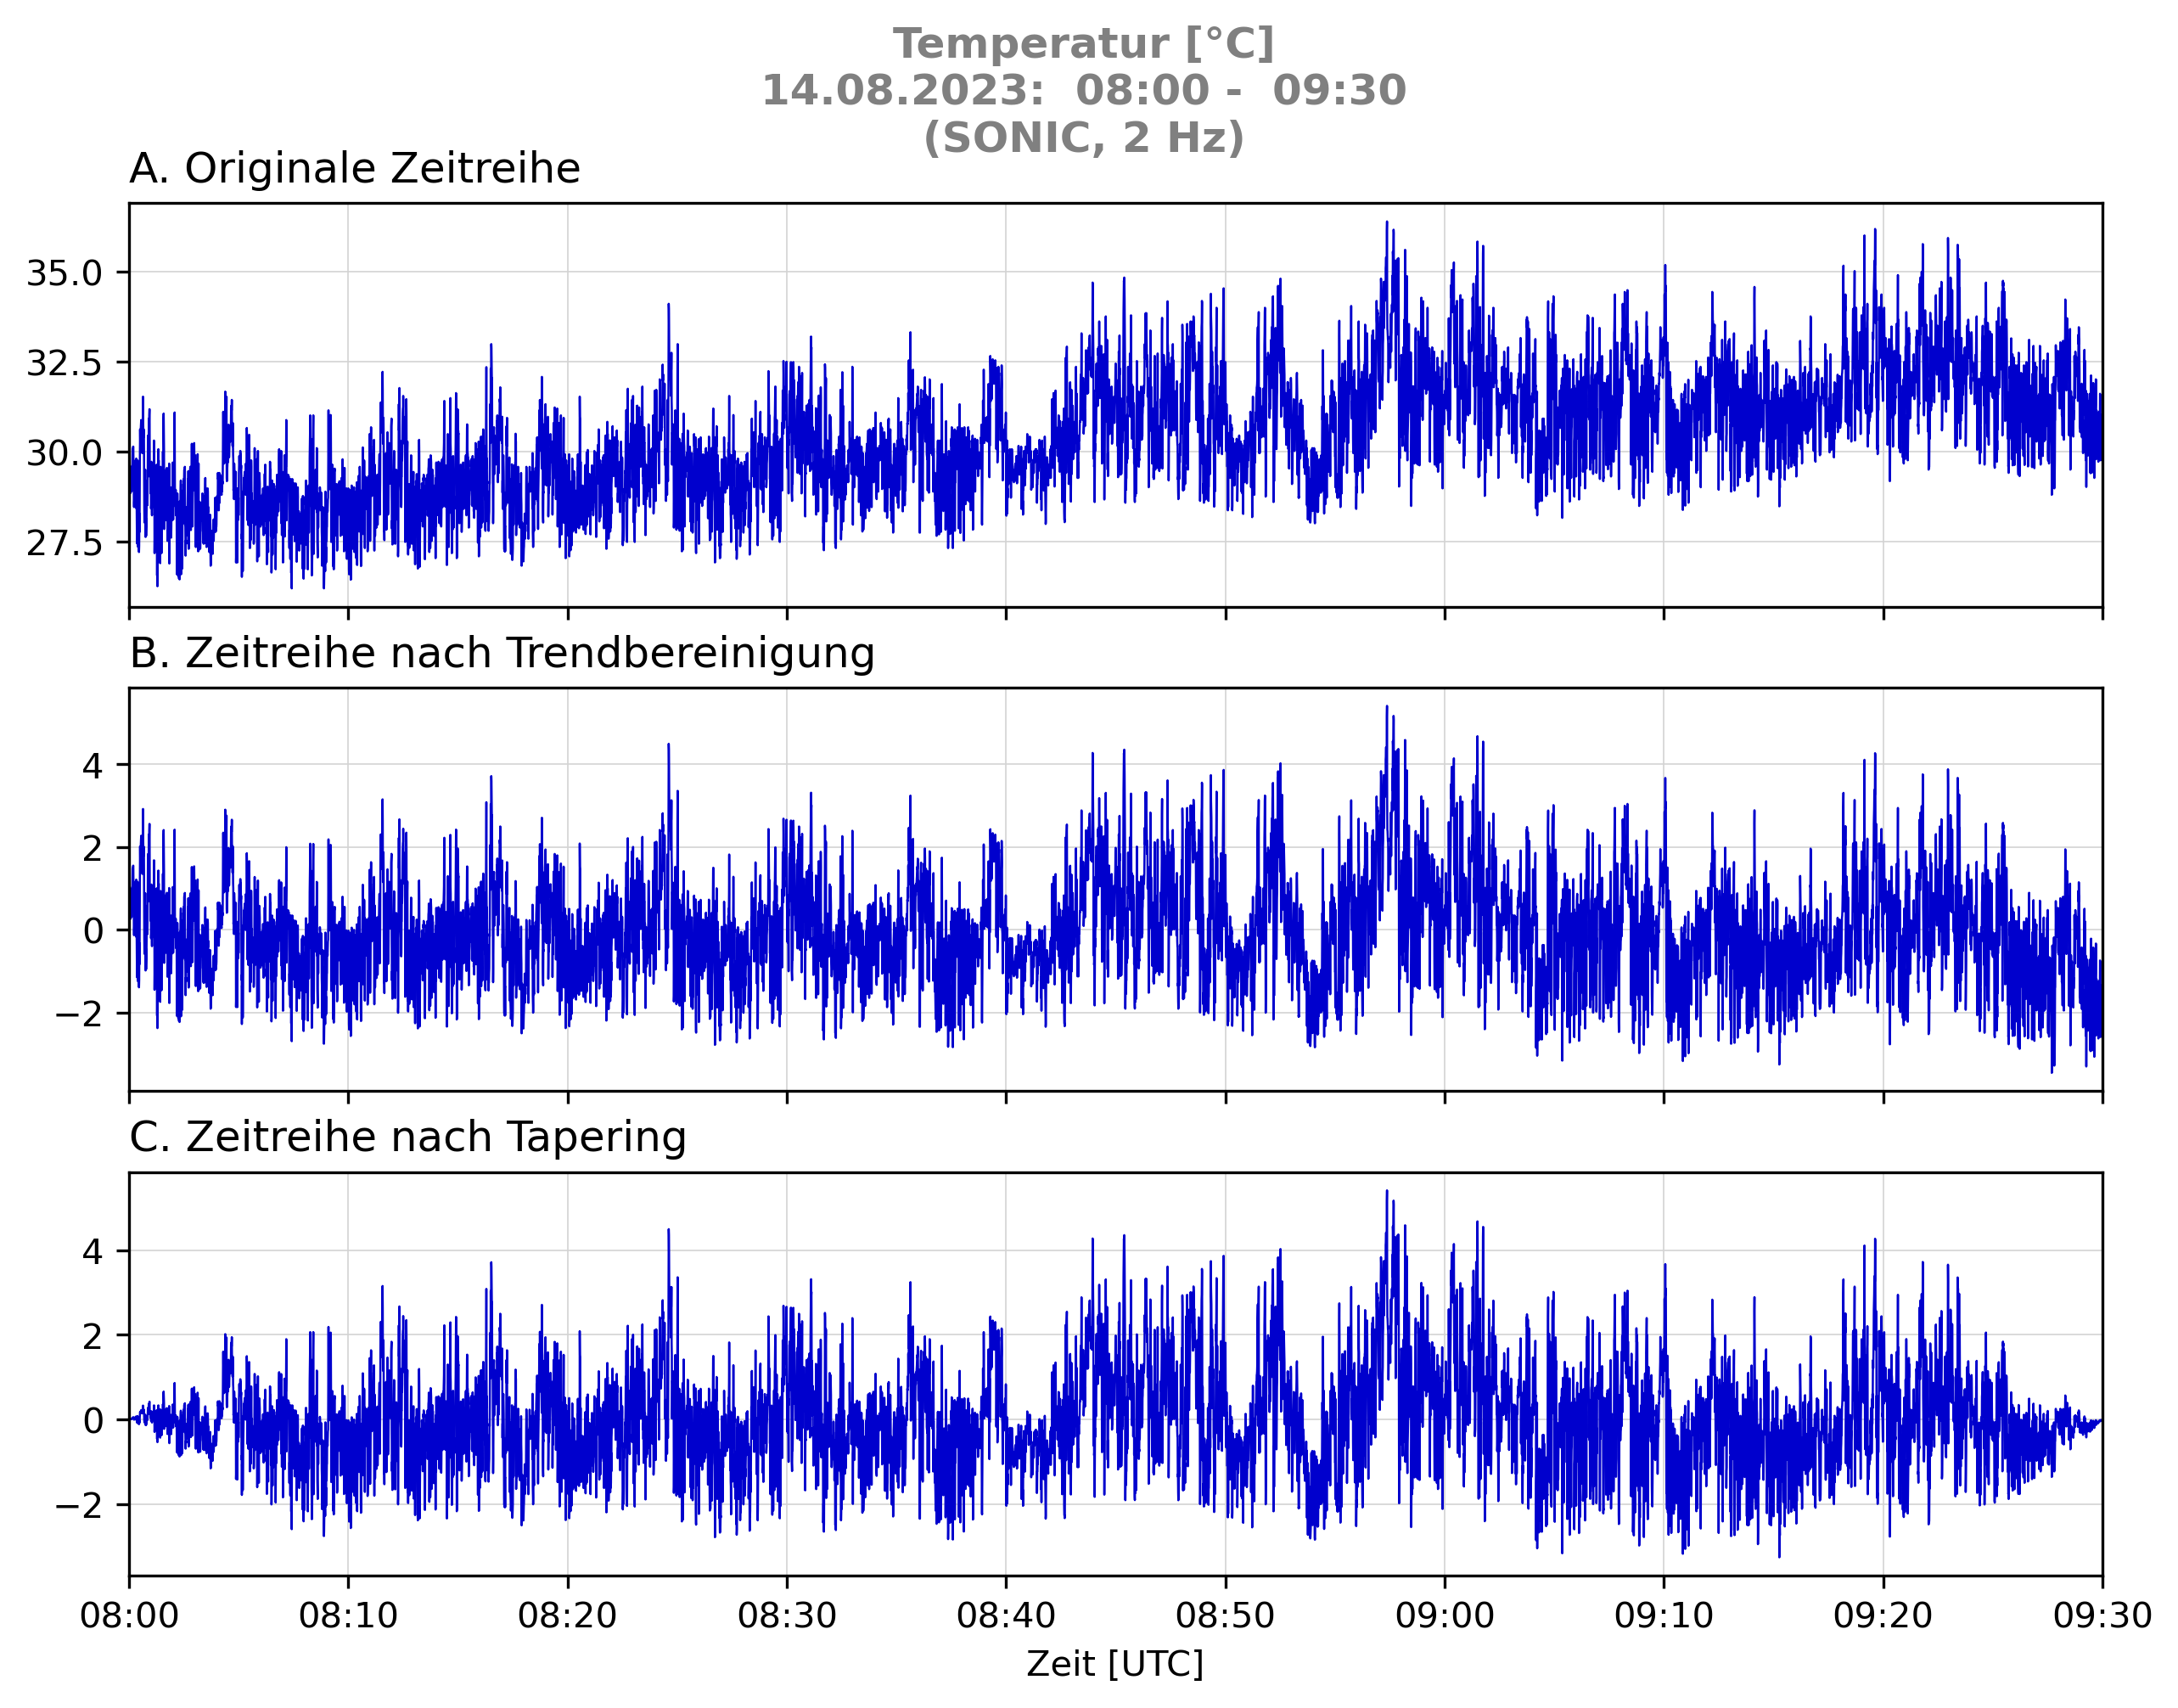 Temperatur [°C]
14.08.2023:  08:00 -  09:30
(SONIC, 2 Hz)
A. Originale Zeitreihe
35.0
32.5
30.0
27.5
B. Zeitreihe nach Trendbereinigung
4
2
0
−2
C. Zeitreihe nach Tapering
4
2
0
−2
08:00 08:10 08:20 08:30 08:40 08:50 09:00 09:10 09:20 09:30
Zeit [UTC]